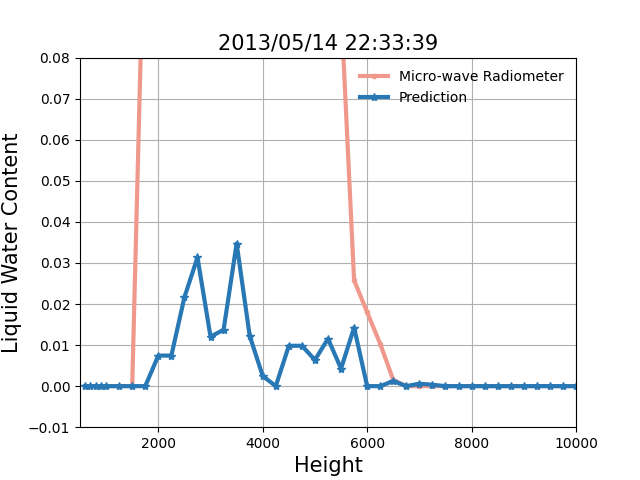 2013/05/14 22:33:39
Micro-wave Radiometer
Prediction
Liquid Water Content
0.08
0.07
0.06
0.05
0.04
0.03
0.02
0.01
0.00
−0.01
2000 4000 6000 8000 10000
Height